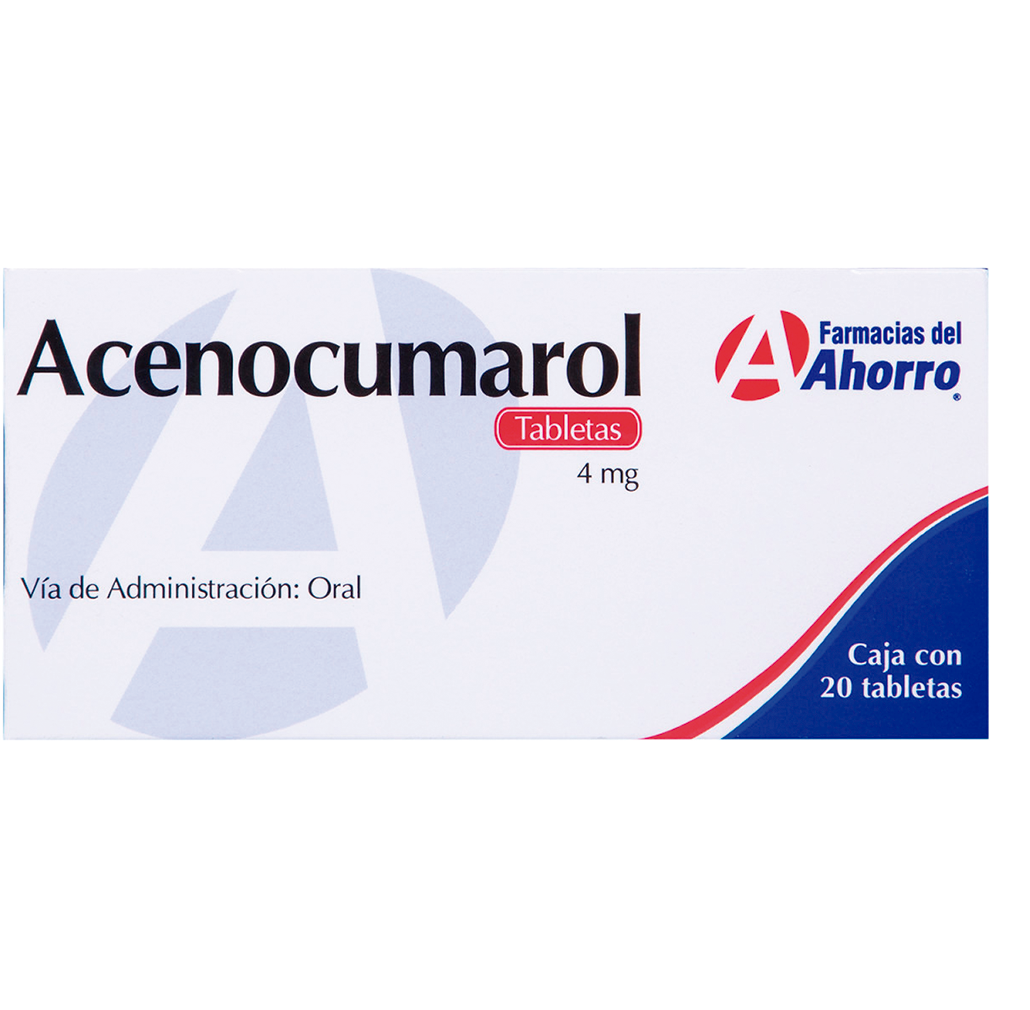 Acenocumarol
Tabletas
4 mg
Farmacias del
Ahorro®
Vía de Administración: Oral
Caja con
20 tabletas